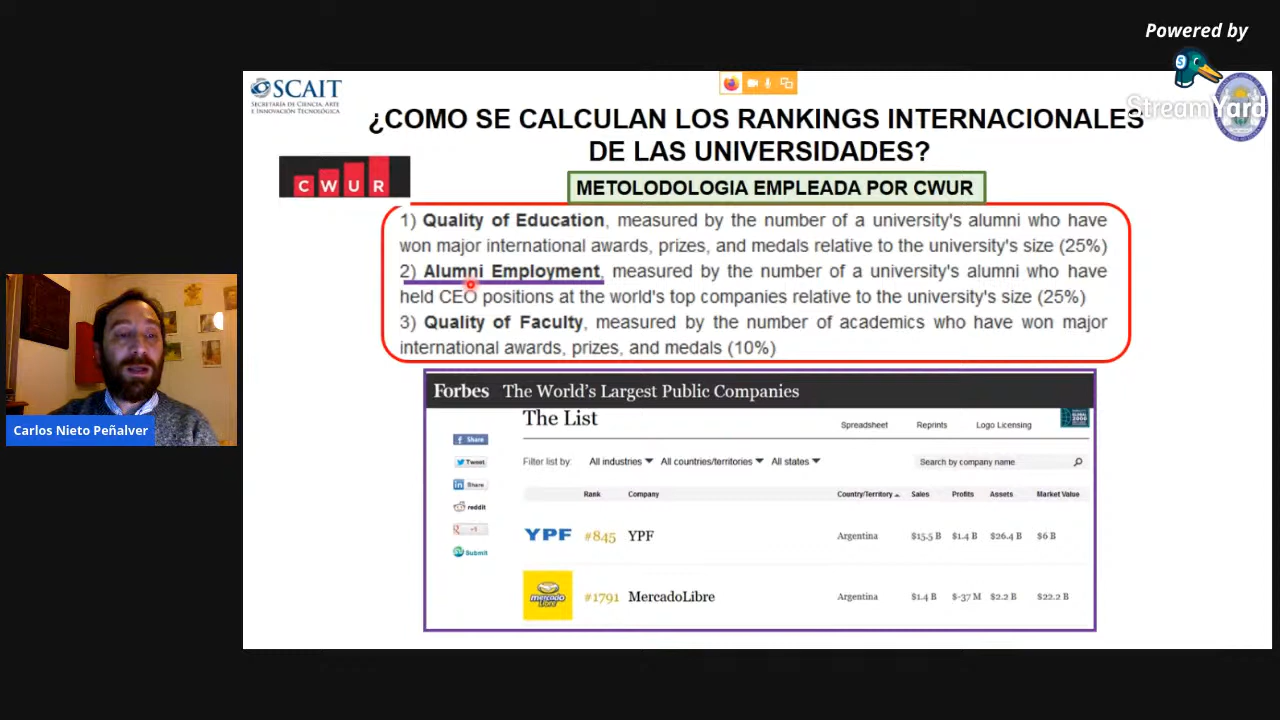 Powered by
StreamYard
SCAIT
SECRETARÍA DE CIENCIA, ARTE
E INNOVACIÓN TECNOLÓGICA
¿COMO SE CALCULAN LOS RANKINGS INTERNACIONALES
DE LAS UNIVERSIDADES?
CWUR
METOLODOLOGIA EMPLEADA POR CWUR
1) Quality of Education, measured by the number of a university's alumni who have
won major international awards, prizes, and medals relative to the university's size (25%)
2) Alumni Employment, measured by the number of a university's alumni who have
held CEO positions at the world's top companies relative to the university's size (25%)
3) Quality of Faculty, measured by the number of academics who have won major
international awards, prizes, and medals (10%)
Carlos Nieto Peñalver
Forbes The World's Largest Public Companies
The List
Spreadsheet Reprints Logo Licensing
Share
Tweet
Share
reddit
+1
Submit
Filter list by: All industries All countries/territories All states Search by company name
Rank Company Country/Territory Sales Profits Assets Market Value
YPF #845 YPF Argentina $15.5 B $1.4 B $26.4 B $6 B
mercado libre #1791 MercadoLibre Argentina $1.4 B $-37 M $2.2 B $22.2 B